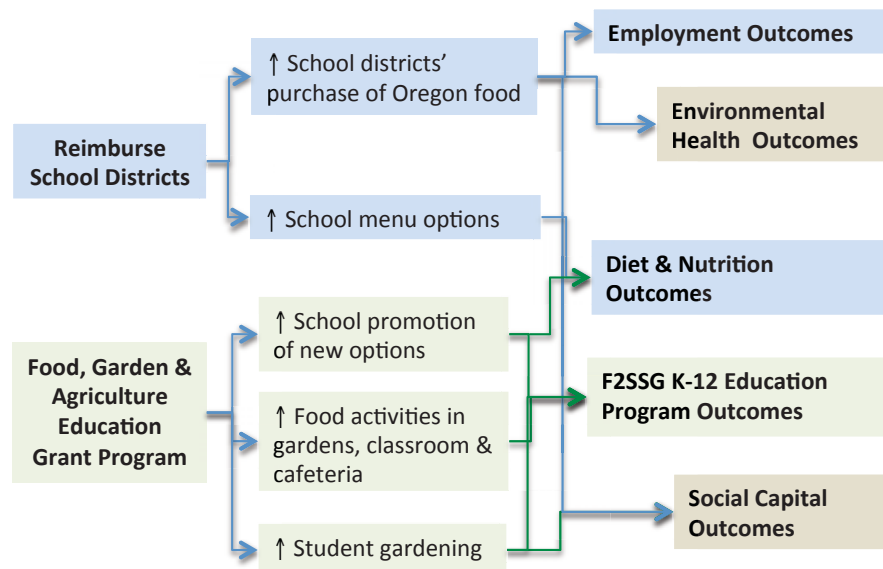 Reimburse
School Districts
Food, Garden &
Agriculture
Education
Grant Program
↑ School districts’
purchase of Oregon food
↑ School menu options
↑ School promotion
of new options
↑ Food activities in
gardens, classroom &
cafeteria
↑ Student gardening
Employment Outcomes
Environmental
Health Outcomes
Diet & Nutrition
Outcomes
F2SSG K-12 Education
Program Outcomes
Social Capital
Outcomes